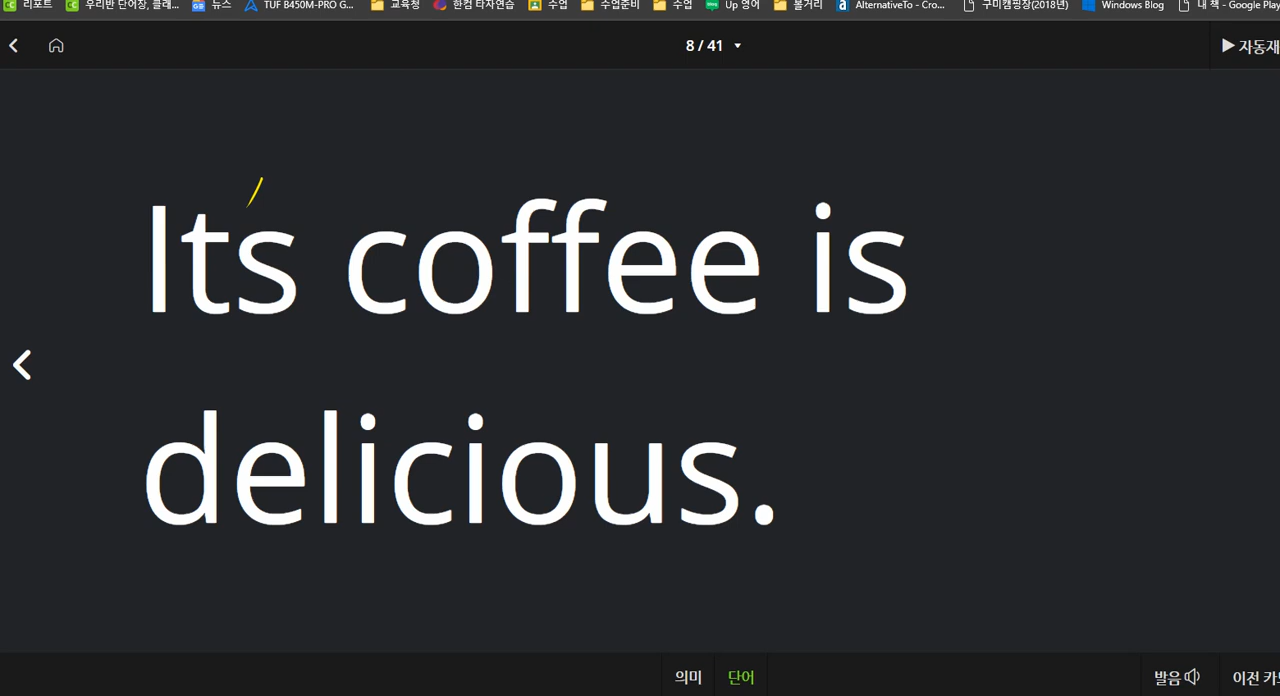 리포트 우리반 단어장, 클래... 뉴스 TUF B450M-PRO G... 교육청 한컴 타자연습 수업 수업준비 수업 Up 영어 볼거리 AlternativeTo - Cro... 구미캠핑장(2018년) Windows Blog 내 책 - Google Play
8 / 41 자동재
Its coffee is
delicious.
의미 단어 발음 이전 카드